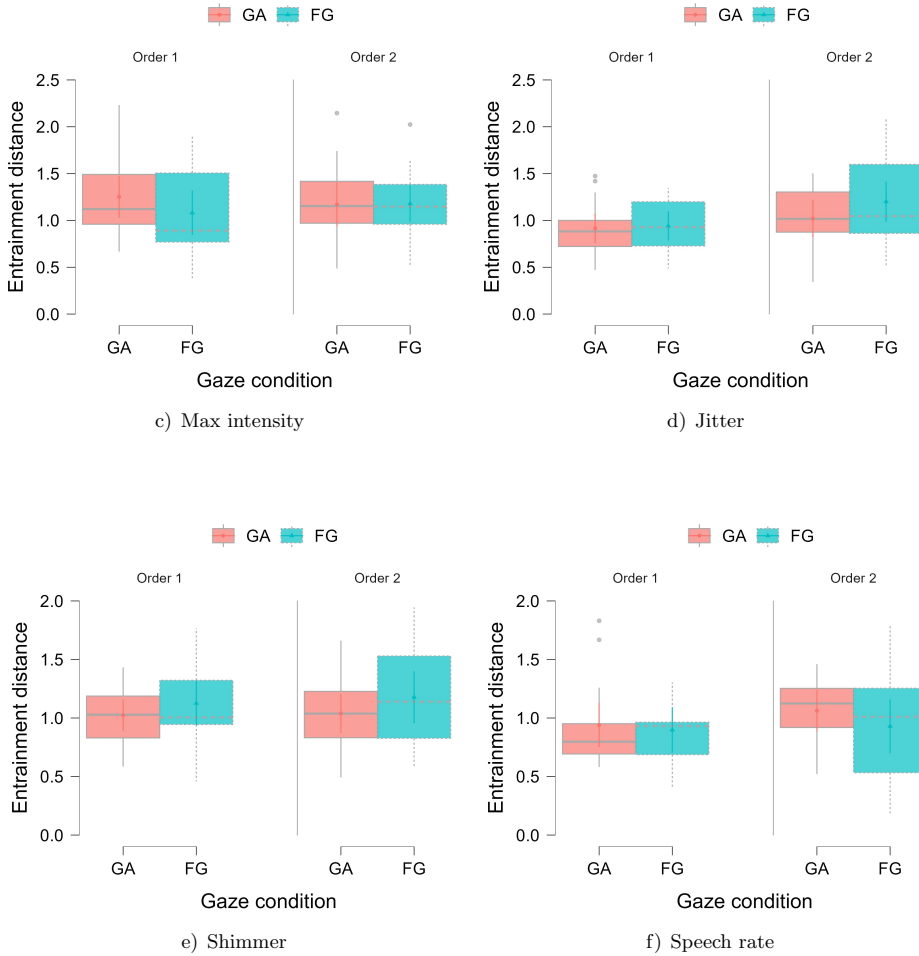 GA FG
Order 1 Order 2
Entrainment distance
2.5
2.0
1.5
1.0
0.5
0.0
GA FG GA FG
Gaze condition
c) Max intensity
GA FG
Order 1 Order 2
Entrainment distance
2.5
2.0
1.5
1.0
0.5
0.0
GA FG GA FG
Gaze condition
d) Jitter
GA FG
Order 1 Order 2
Entrainment distance
2.0
1.5
1.0
0.5
0.0
GA FG GA FG
Gaze condition
e) Shimmer
GA FG
Order 1 Order 2
Entrainment distance
2.0
1.5
1.0
0.5
0.0
GA FG GA FG
Gaze condition
f) Speech rate